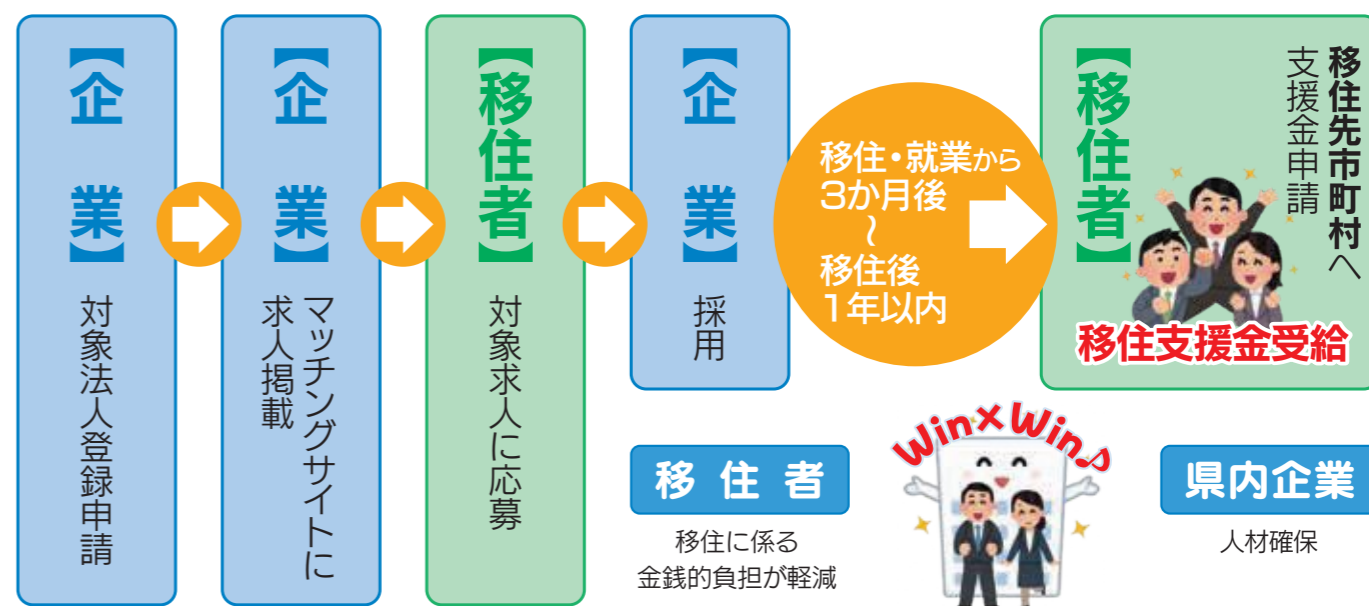 【企業】
対象法人登録申請
【企業】
マッチングサイトに
求人掲載
【移住者】
対象求人に応募
【企業】
採用
移住・就業から
3か月後
～
移住後
1年以内
【移住者】
移住先市町村へ
支援金申請
移住支援金受給
移住者
移住に係る
金銭的負担が軽減
Win×Win♪
県内企業
人材確保